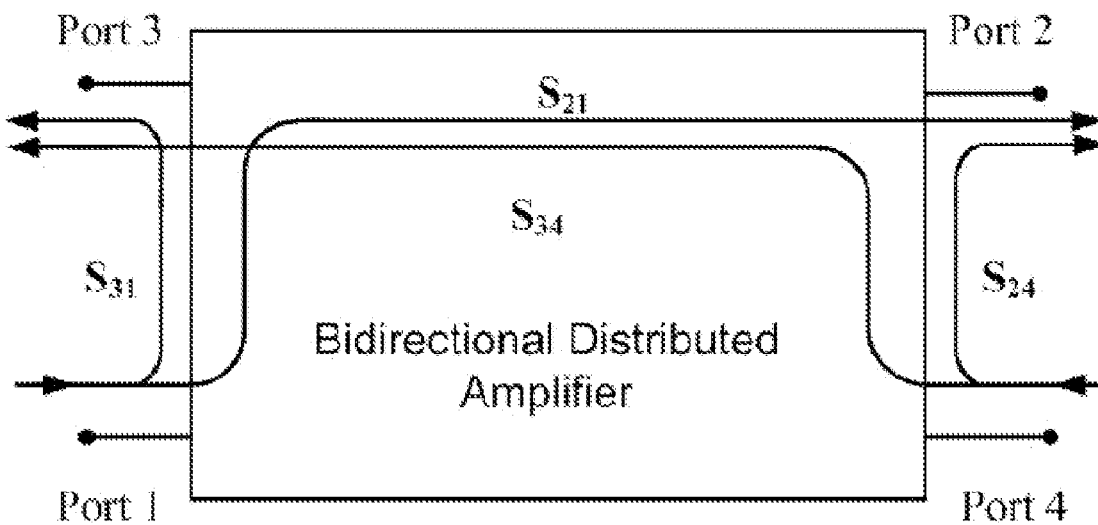 Port 3
Port 2
S21
S34
S31
S24
Bidirectional Distributed
Amplifier
Port 1
Port 4